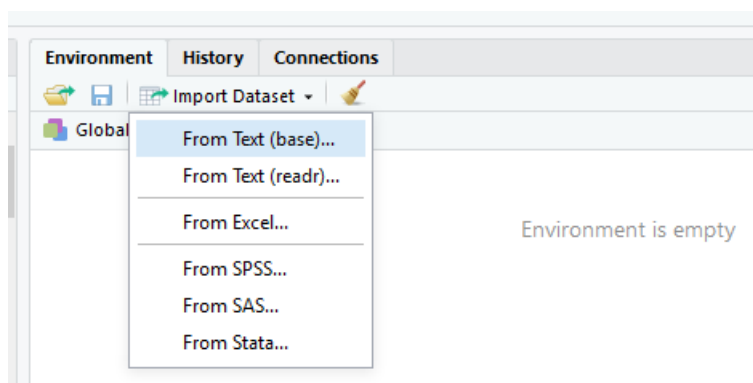 Environment History Connections
Import Dataset
Global
From Text (base)...
From Text (readr)...
From Excel...
Environment is empty
From SPSS...
From SAS...
From Stata...